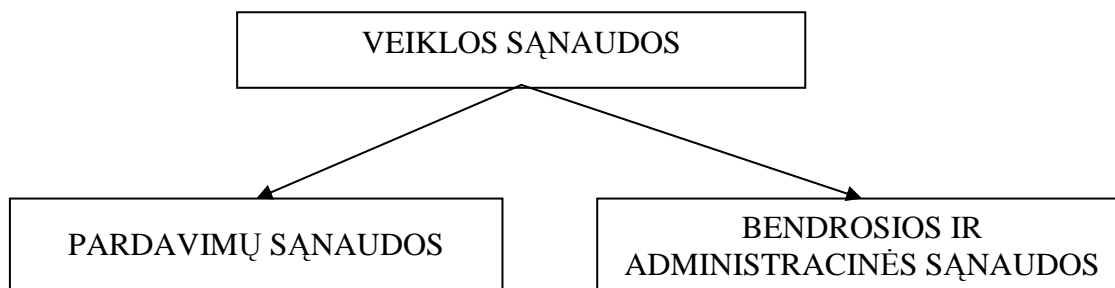 VEIKLOS SĄNAUDOS
PARDAVIMŲ SĄNAUDOS
BENDROSIOS IR
ADMINISTRACINĖS SĄNAUDOS